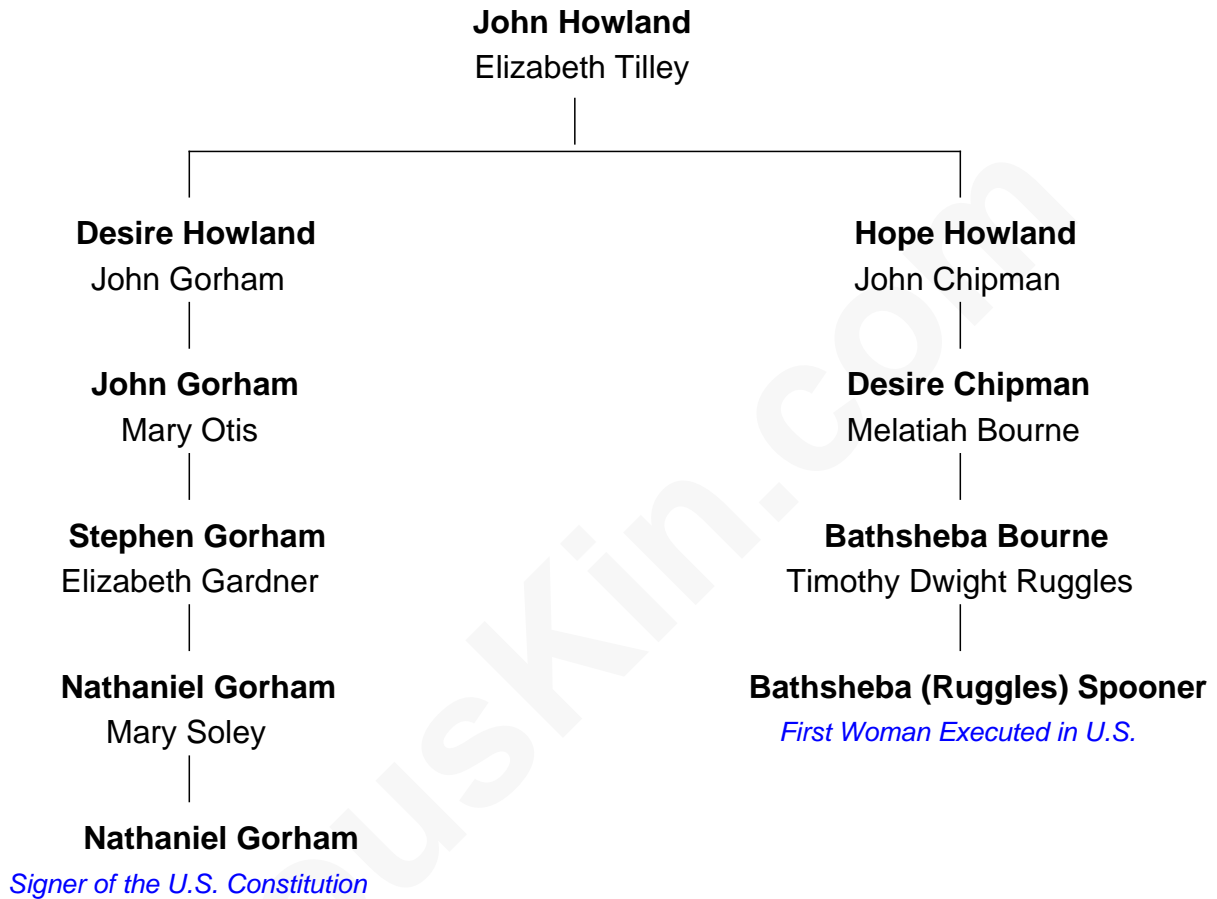 John Howland
Elizabeth Tilley
Desire Howland
John Gorham
Hope Howland
John Chipman
John Gorham
Mary Otis
Desire Chipman
Melatiah Bourne
Stephen Gorham
Elizabeth Gardner
Bathsheba Bourne
Timothy Dwight Ruggles
Nathaniel Gorham
Mary Soley
Bathsheba (Ruggles) Spooner
First Woman Executed in U.S.
Nathaniel Gorham
Signer of the U.S. Constitution
ousKin.com